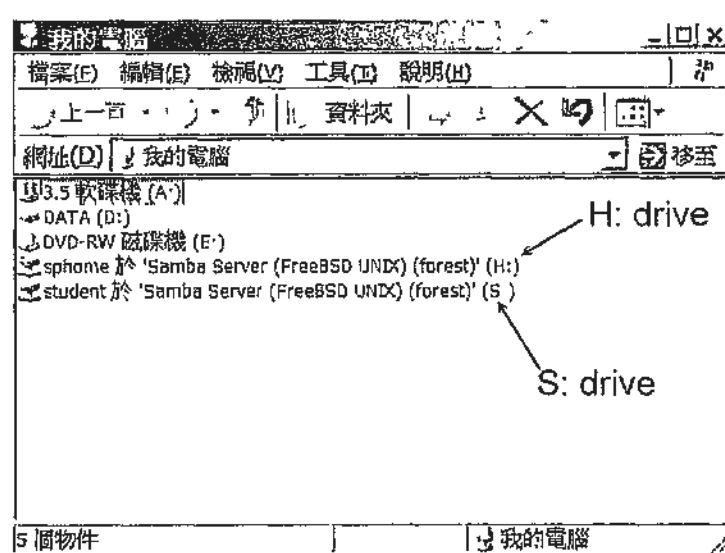 我的電腦
檔案(F) 編輯(E) 檢視(V) 工具(T) 說明(H)
上一頁 資料夾
網址(D) 我的電腦 移至
3.5 軟碟機 (A:)
DATA (D:)
DVD-RW 磁碟機 (E:)
sphome 於 'Samba Server (FreeBSD UNIX) (forest)' (H:)
student 於 'Samba Server (FreeBSD UNIX) (forest)' (S )
H: drive
S: drive
5 個物件 我的電腦